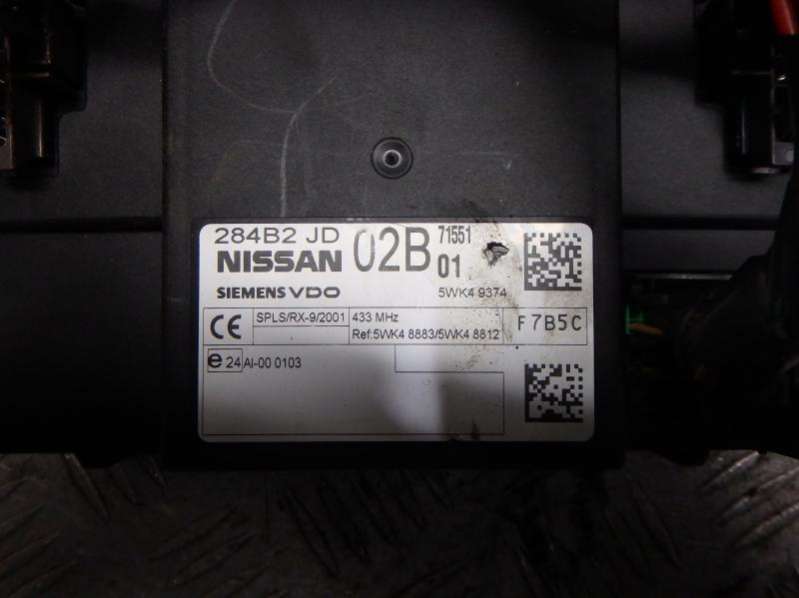 284B2 JD 02B 71551
NISSAN 01
SIEMENS VDO 5WK4 9374
CE SPLS/RX-9/2001 433 MHz F7B5C
Ref:5WK4 8883/5WK4 8812
e 24 AI-00 0103